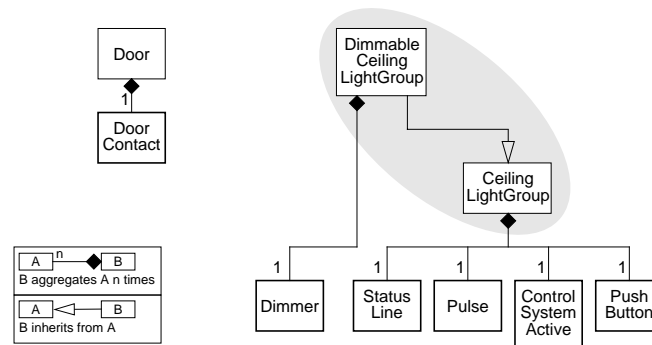 Door
1
Door
Contact
Dimmable
Ceiling
LightGroup
Ceiling
LightGroup
1
1
1
1
1
Dimmer
Status
Line
Pulse
Control
System
Active
Push
Button
A
n
B
B aggregates A n times
A
B
B inherits from A